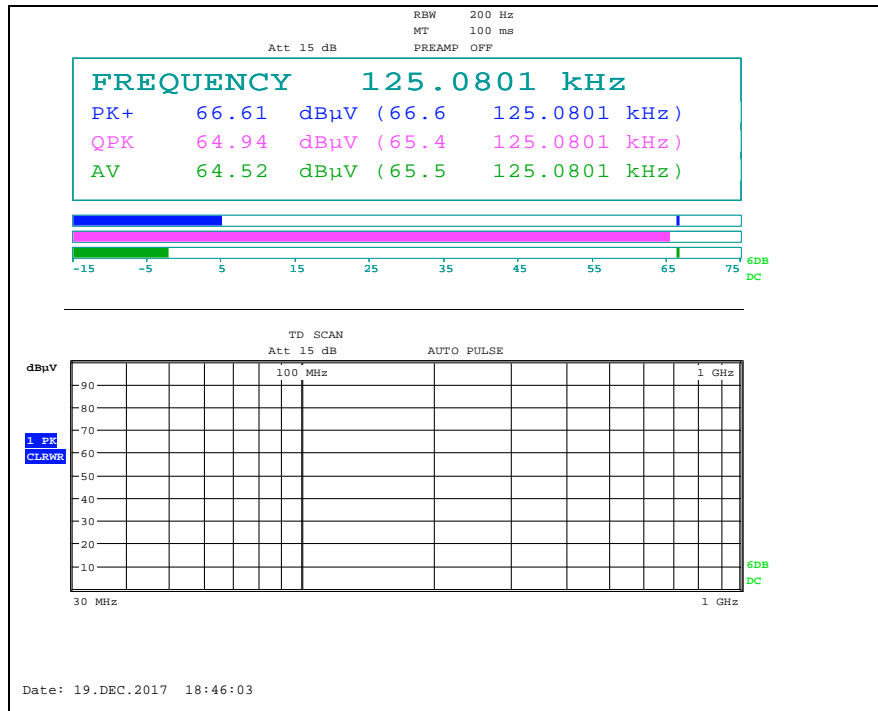 RBW 200 Hz
MT 100 ms
Att 15 dB PREAMP OFF
FREQUENCY 125.0801 kHz
PK+ 66.61 dBµV (66.6 125.0801 kHz)
QPK 64.94 dBµV (65.4 125.0801 kHz)
AV 64.52 dBµV (65.5 125.0801 kHz)
-15 -5 5 15 25 35 45 55 65 75
6DB
DC
TD SCAN
Att 15 dB AUTO PULSE
dBµV
100 MHz 1 GHz
90
80
70
1 PK
CLRWR
60
50
40
30
20
10
6DB
DC
30 MHz 1 GHz
Date: 19.DEC.2017 18:46:03